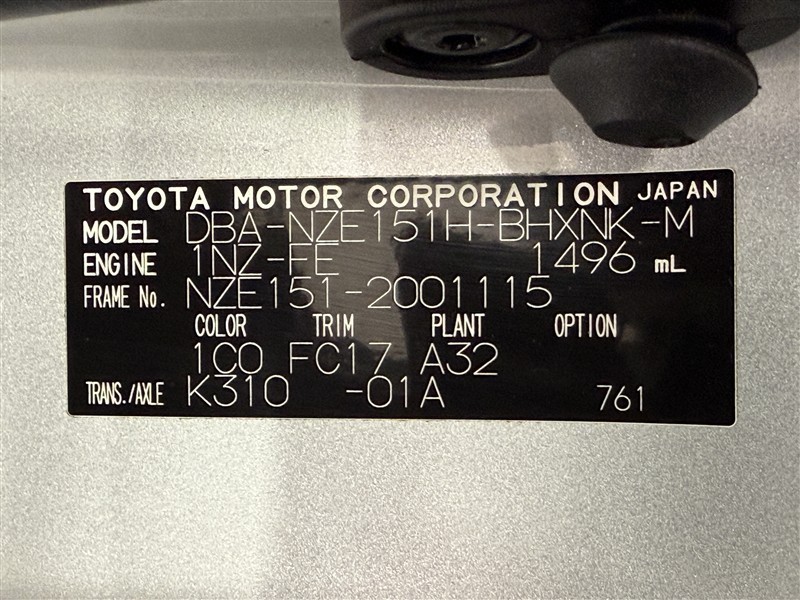 TOYOTA MOTOR CORPORATION JAPAN
MODEL DBA-NZE151H-BHXNK-M
ENGINE 1NZ-FE 1496 mL
FRAME No. NZE151-2001115
COLOR TRIM PLANT OPTION
1C0 FC17 A32
TRANS./AXLE K310 -01A 761